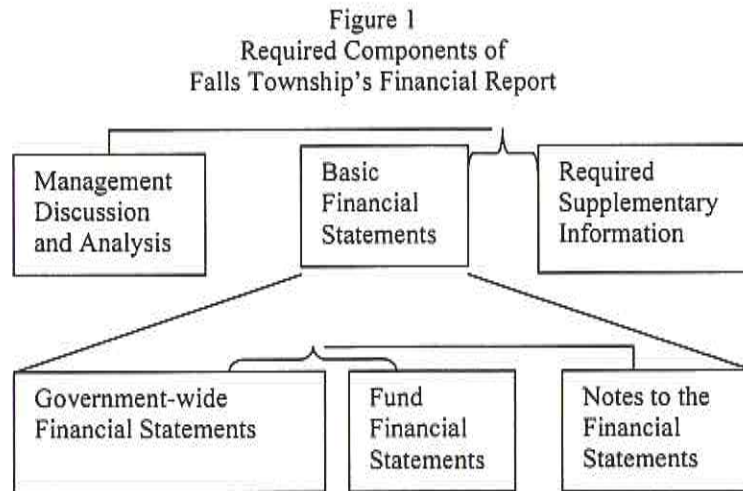 Figure 1
Required Components of
Falls Township's Financial Report
Management
Discussion
and Analysis
Basic
Financial
Statements
Required
Supplementary
Information
Government-wide
Financial Statements
Fund
Financial
Statements
Notes to the
Financial
Statements